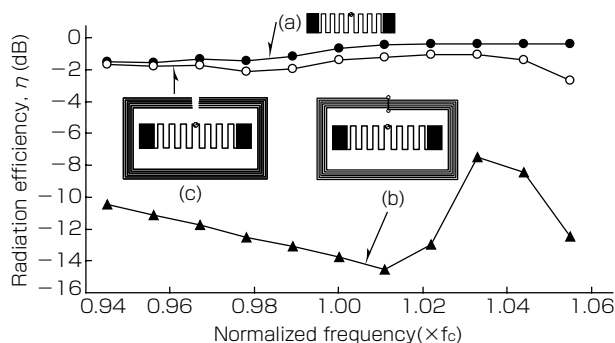 (a)
0
−2
−4
−6
−8
−10
−12
−14
−16
Radiation efficiency, η (dB)
(c)
(b)
0.94 0.96 0.98 1.00 1.02 1.04 1.06
Normalized frequency(×fc)